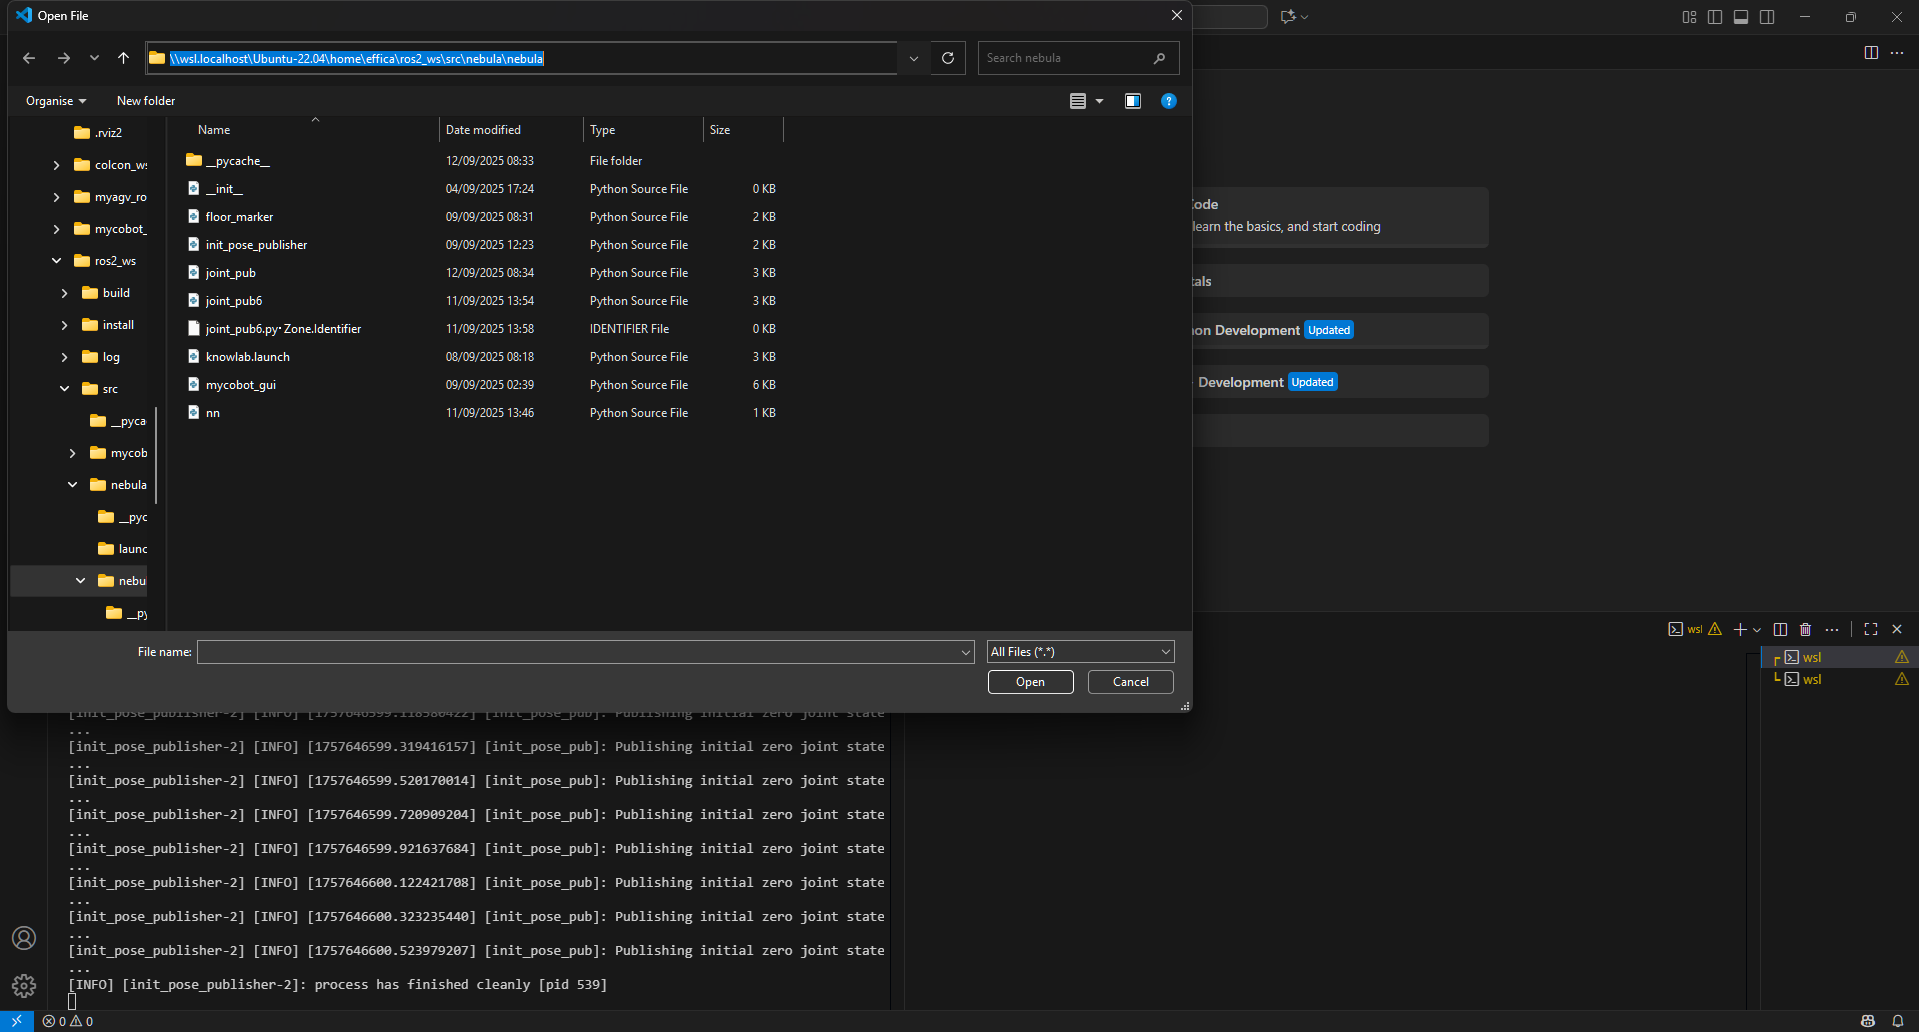 Open File
\\wsl.localhost\Ubuntu-22.04\home\effica\ros2_ws\src\nebula\nebula
Search nebula
Organise
New folder
Name
Date modified
Type
Size
.rviz2
colcon_ws
myagv_ro
mycobot_
ros2_ws
build
install
log
src
__pyca
mycob
nebula
__pyc
launc
nebul
__py
__pycache__ 12/09/2025 08:33 File folder
__init__ 04/09/2025 17:24 Python Source File 0 KB
floor_marker 09/09/2025 08:31 Python Source File 2 KB
init_pose_publisher 09/09/2025 12:23 Python Source File 2 KB
joint_pub 12/09/2025 08:34 Python Source File 3 KB
joint_pub6 11/09/2025 13:54 Python Source File 3 KB
joint_pub6.py·Zone.Identifier 11/09/2025 13:58 IDENTIFIER File 0 KB
knowlab.launch 08/09/2025 08:18 Python Source File 3 KB
mycobot_gui 09/09/2025 02:39 Python Source File 6 KB
nn 11/09/2025 13:46 Python Source File 1 KB
File name:
All Files (*.*)
Open
Cancel
Code
learn the basics, and start coding
tals
hon Development Updated
Development Updated
wsl
wsl
wsl
[init_pose_publisher-2] [INFO] [1757646599.118580422] [init_pose_pub]: Publishing initial zero joint state
...
[init_pose_publisher-2] [INFO] [1757646599.319416157] [init_pose_pub]: Publishing initial zero joint state
...
[init_pose_publisher-2] [INFO] [1757646599.520170014] [init_pose_pub]: Publishing initial zero joint state
...
[init_pose_publisher-2] [INFO] [1757646599.720909204] [init_pose_pub]: Publishing initial zero joint state
...
[init_pose_publisher-2] [INFO] [1757646599.921637684] [init_pose_pub]: Publishing initial zero joint state
...
[init_pose_publisher-2] [INFO] [1757646600.122421708] [init_pose_pub]: Publishing initial zero joint state
...
[init_pose_publisher-2] [INFO] [1757646600.323235440] [init_pose_pub]: Publishing initial zero joint state
...
[init_pose_publisher-2] [INFO] [1757646600.523979207] [init_pose_pub]: Publishing initial zero joint state
...
[INFO] [init_pose_publisher-2]: process has finished cleanly [pid 539]
0 0